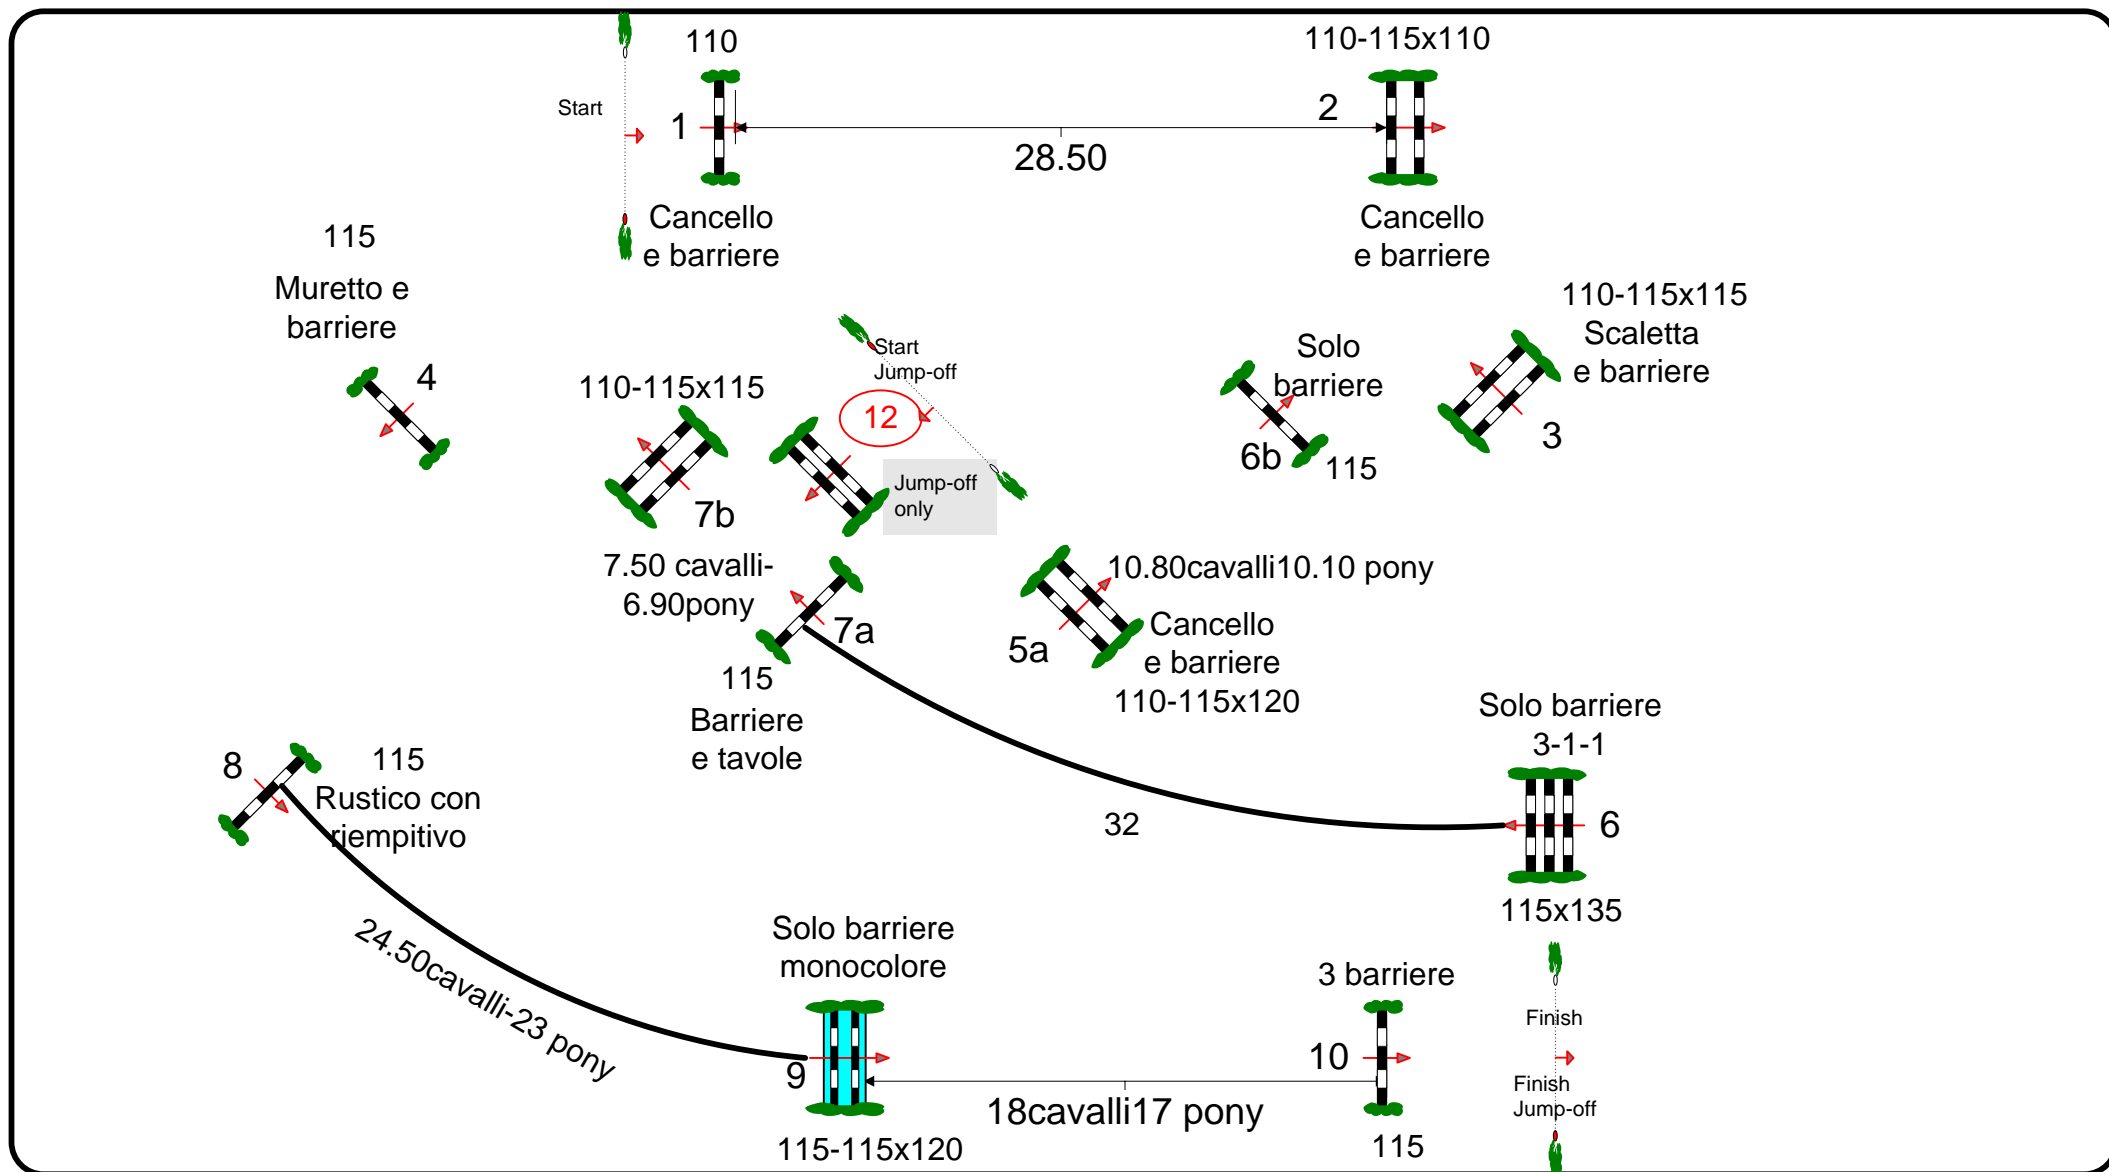 110
110-115x110
Start
1
2
28.50
Cancello
e barriere
Cancello
e barriere
115
Muretto e
barriere
4
110-115x115
Scaletta
e barriere
3
Start
Jump-off
12
Jump-off
only
Solo
barriere
6b
115
110-115x115
7b
7.50 cavalli-
6.90pony
7a
115
Barriere
e tavole
10.80cavalli10.10 pony
5a
Cancello
e barriere
110-115x120
Solo barriere
3-1-1
6
115x135
32
8
115
Rustico con
riempitivo
24.50cavalli-23 pony
Solo barriere
monocolore
9
115-115x120
18cavalli17 pony
3 barriere
10
115
Finish
Finish
Jump-off